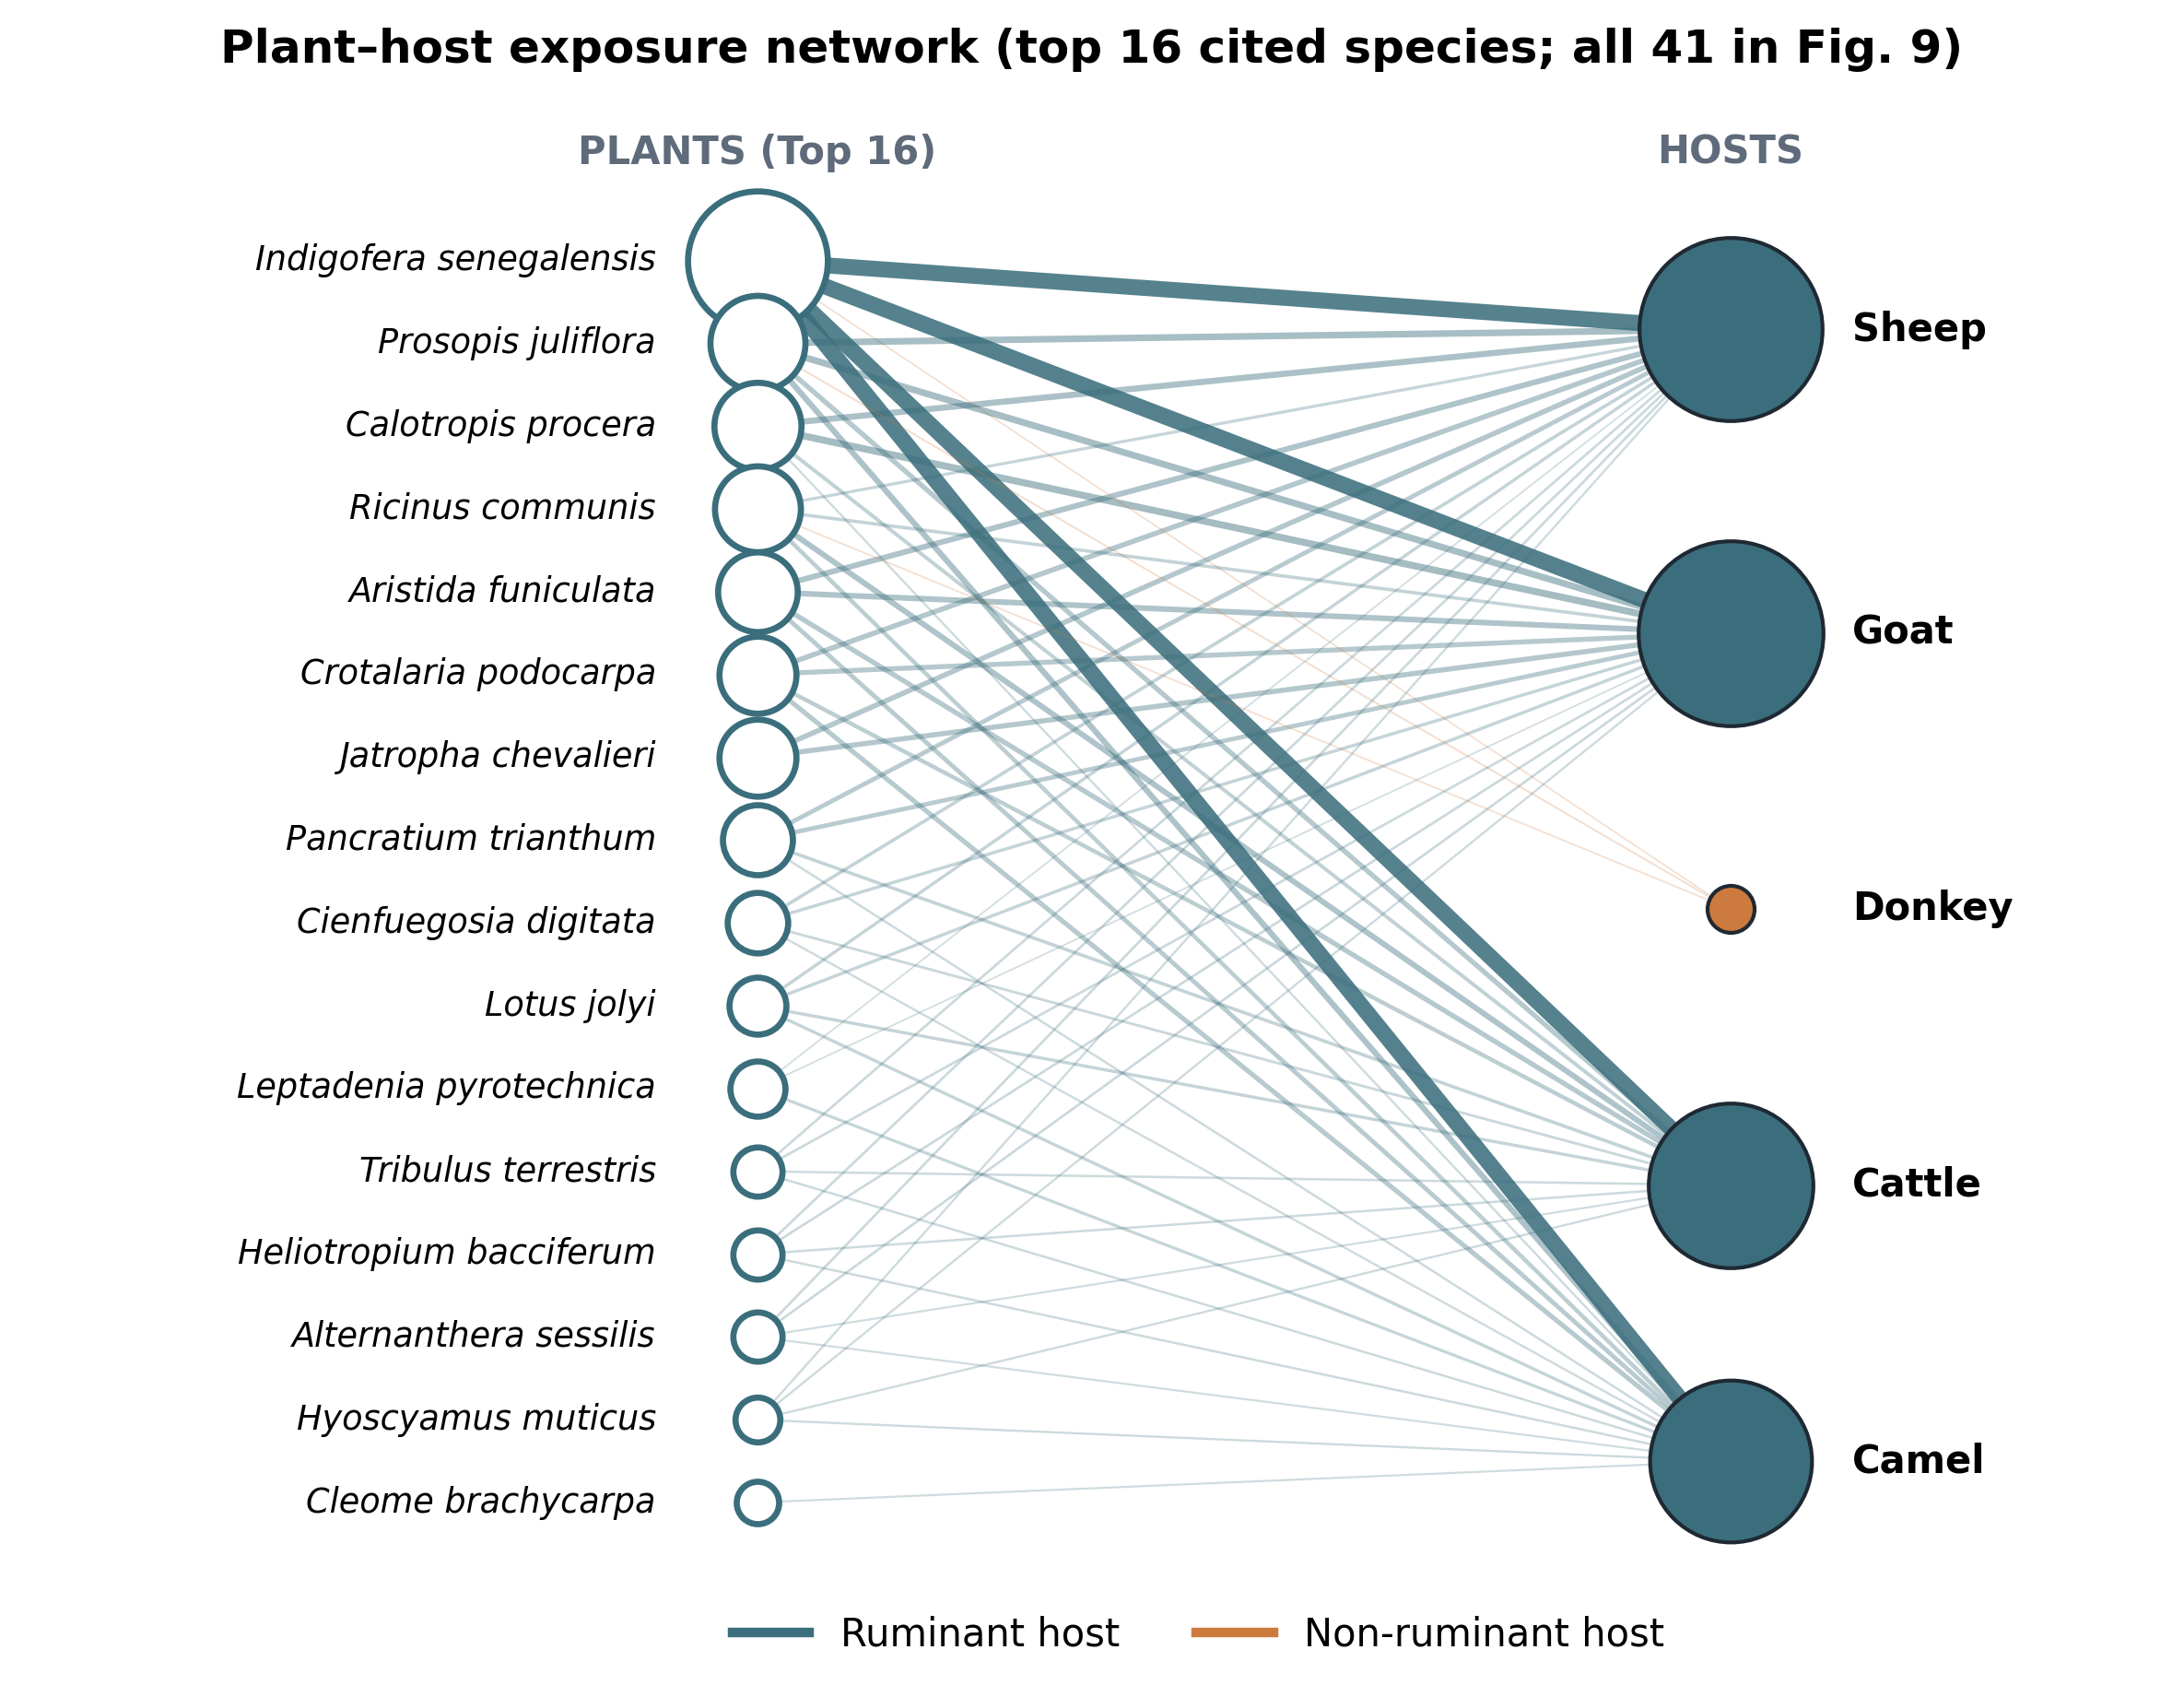 Plant–host exposure network (top 16 cited species; all 41 in Fig. 9)
PLANTS (Top 16)
HOSTS
Indigofera senegalensis
Prosopis juliflora
Calotropis procera
Ricinus communis
Aristida funiculata
Crotalaria podocarpa
Jatropha chevalieri
Pancratium trianthum
Cienfuegosia digitata
Lotus jolyi
Leptadenia pyrotechnica
Tribulus terrestris
Heliotropium bacciferum
Alternanthera sessilis
Hyoscyamus muticus
Cleome brachycarpa
Sheep
Goat
Donkey
Cattle
Camel
Ruminant host
Non-ruminant host